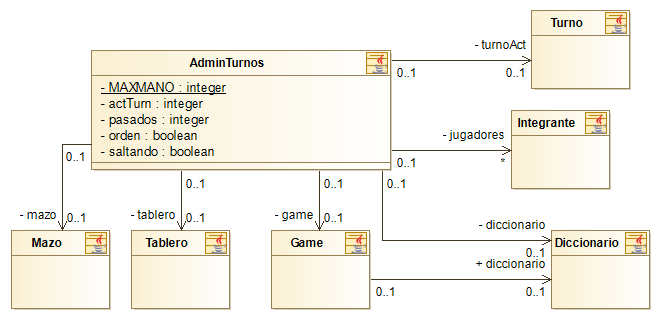 Turno
- turnoAct
0..1
0..1
AdminTurnos
- MAXMANO : integer
- actTurn : integer
- pasados : integer
- orden : boolean
- saltando : boolean
Integrante
- jugadores
0..1
*
0..1
0..1
0..1
0..1
- mazo
0..1
- tablero
0..1
- game
0..1
- diccionario
0..1
Mazo
Tablero
Game
Diccionario
+ diccionario
0..1
0..1